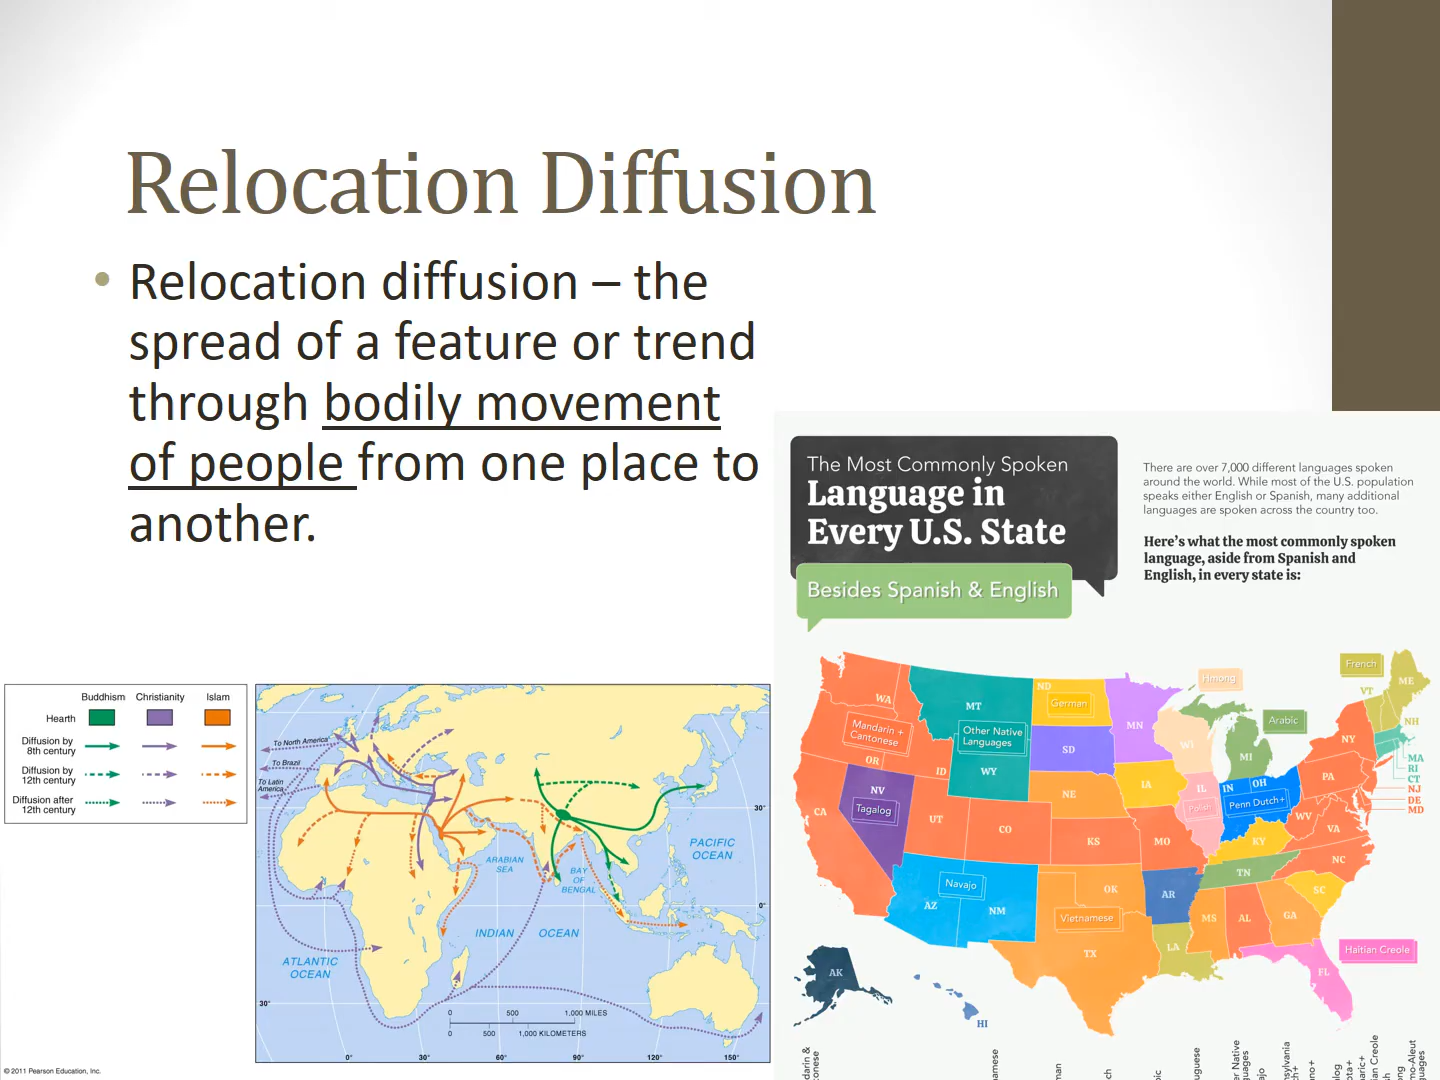 Relocation Diffusion
• Relocation diffusion – the
spread of a feature or trend
through bodily movement
of people from one place to
another.
Buddhism Christianity Islam
Hearth
Diffusion by
8th century
Diffusion by
12th century
Diffusion after
12th century
To North America
To Brazil
To Latin
America
ARABIAN
SEA
BAY
OF
BENGAL
PACIFIC
OCEAN
INDIAN OCEAN
ATLANTIC
OCEAN
30°
0°
30°
0 500 1,000 MILES
0 500 1,000 KILOMETERS
0° 30° 60° 90° 120° 150°
© 2011 Pearson Education, Inc.
The Most Commonly Spoken
Language in
Every U.S. State
Besides Spanish & English
There are over 7,000 different languages spoken
around the world. While most of the U.S. population
speaks either English or Spanish, many additional
languages are spoken across the country too.
Here's what the most commonly spoken
language, aside from Spanish and
English, in every state is:
WA
Mandarin +
Cantonese
OR
ID
CA
NV
Tagalog
UT
CO
MT
Other Native
Languages
WY
ND
German
SD
NE
KS
OK
Vietnamese
TX
Navajo
AZ
NM
MN
IA
MO
AR
LA
Hmong
WI
IL
Polish
Arabic
MI
IN
OH
Penn Dutch+
KY
TN
MS
AL
GA
SC
NC
VA
WV
PA
NY
French
VT
ME
NH
MA
RI
CT
NJ
DE
MD
Haitian Creole
FL
AK
HI